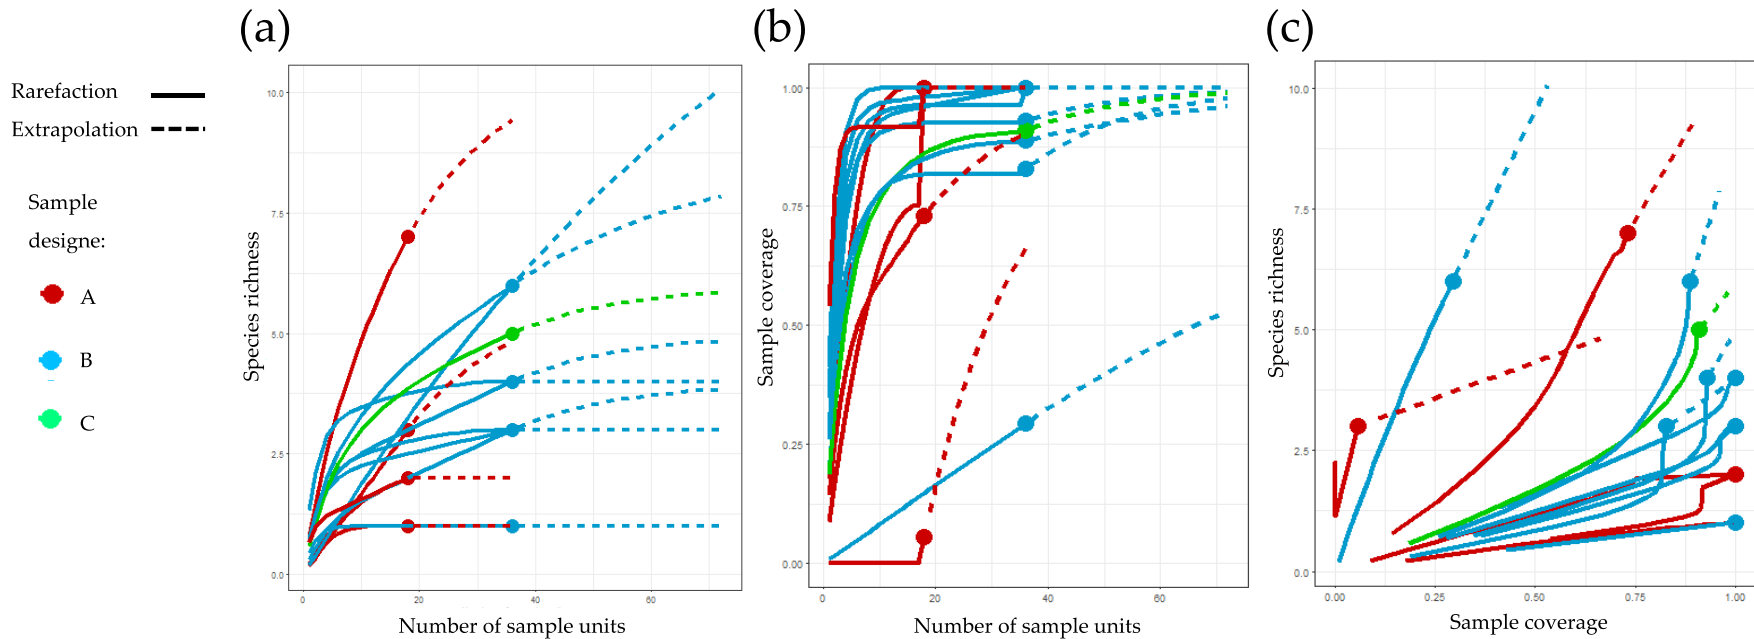 (a)
(b)
(c)
Rarefaction
Extrapolation
Sample
designe:
A
B
C
Species richness
10.0
7.5
5.0
2.5
0.0
0
20
40
60
Number of sample units
Sample coverage
1.00
0.75
0.50
0.25
0.00
0
20
40
60
Number of sample units
Species richness
10.0
7.5
5.0
2.5
0.0
0.00
0.25
0.50
0.75
1.00
Sample coverage